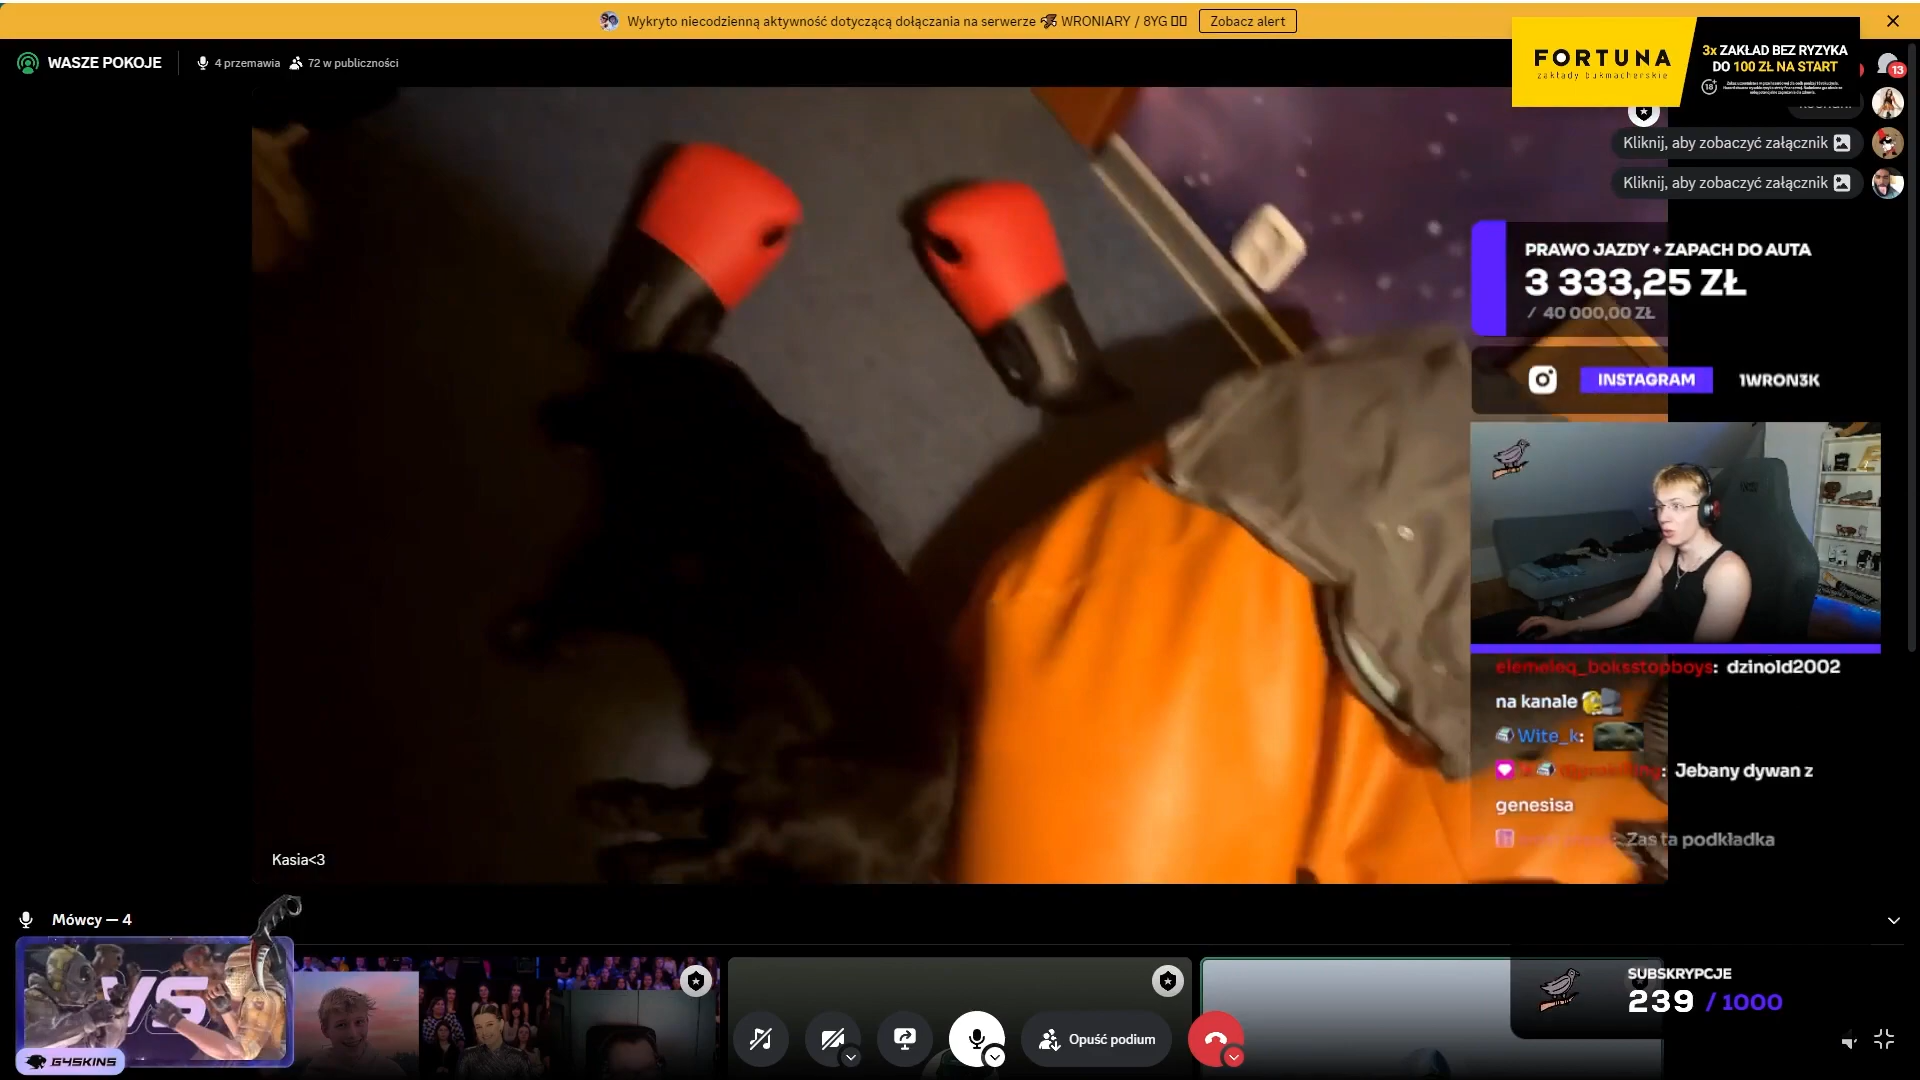 Wykryto niecodzienną aktywność dotyczącą dołączania na serwerze WRONIARY / 8YG
Zobacz alert
WASZE POKOJE
4 przemawia
72 w publiczności
FORTUNA
zakłady bukmacherskie
3x ZAKŁAD BEZ RYZYKA
DO 100 ZŁ NA START
18+
13
Kliknij, aby zobaczyć załącznik
Kliknij, aby zobaczyć załącznik
PRAWO JAZDY + ZAPACH DO AUTA
3 333,25 ZŁ
/ 40 000,00 ZŁ
INSTAGRAM
1WRON3K
elemeleq_boksstopboys: dzinold2002
na kanale
Wite_k:
: Jebany dywan z
genesisa
: Zas ta podkładka
Kasia<3
Mówcy — 4
VS
G4SKINS
Opuść podium
SUBSKRYPCJE
239 / 1000